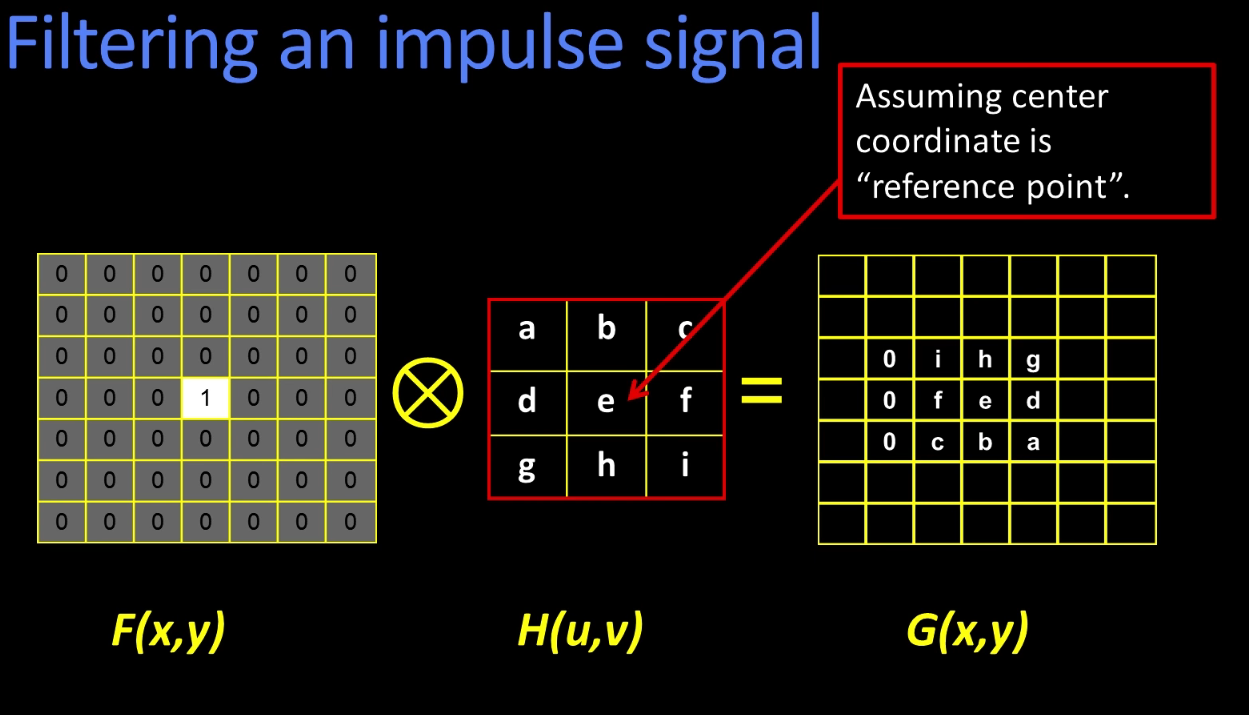 Filtering an impulse signal
Assuming center
coordinate is
“reference point”.
0 0 0 0 0 0 0
0 0 0 0 0 0 0
0 0 0 0 0 0 0
0 0 0 1 0 0 0
0 0 0 0 0 0 0
0 0 0 0 0 0 0
0 0 0 0 0 0 0
a b c
d e f
g h i
=
0 i h g
0 f e d
0 c b a
F(x,y)
H(u,v)
G(x,y)